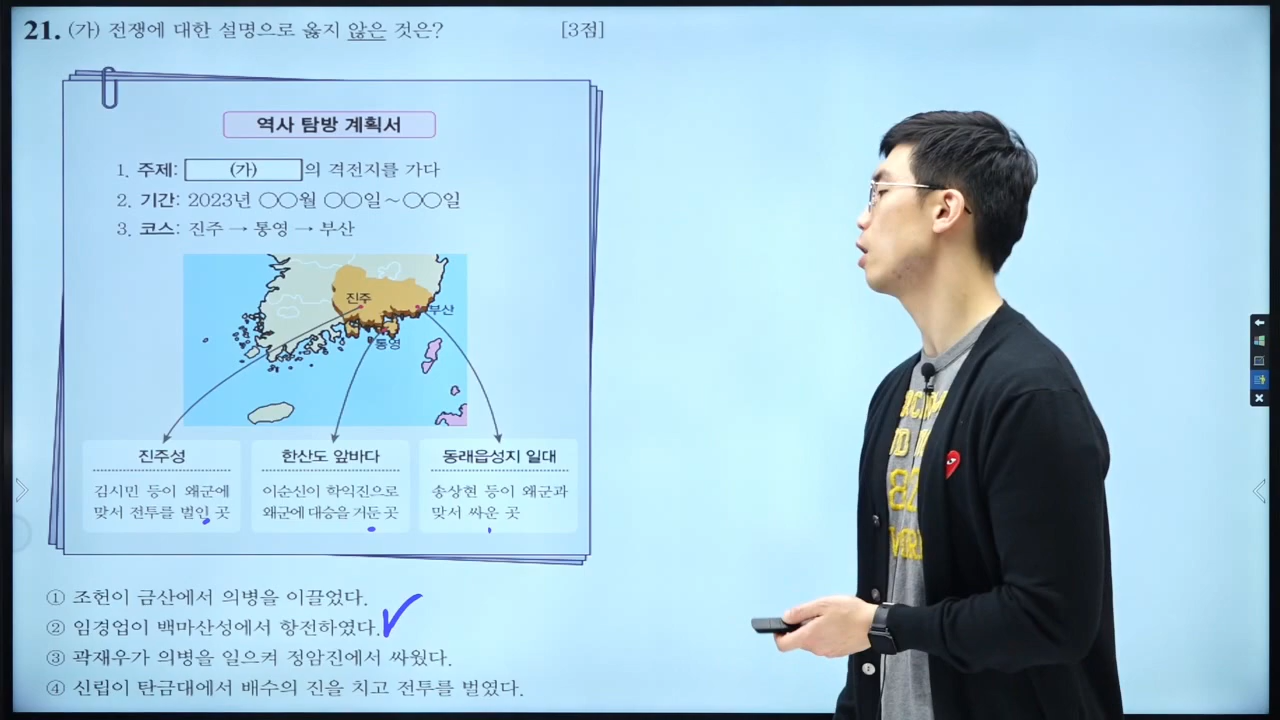 21. (가) 전쟁에 대한 설명으로 옳지 않은 것은? [3점]
역사 탐방 계획서
1. 주제: (가) 의 격전지를 가다
2. 기간: 2023년 ○○월 ○○일~○○일
3. 코스: 진주 → 통영 → 부산
진주
부산
통영
진주성
김시민 등이 왜군에
맞서 전투를 벌인 곳
한산도 앞바다
이순신이 학익진으로
왜군에 대승을 거둔 곳
동래읍성지 일대
송상현 등이 왜군과
맞서 싸운 곳
① 조헌이 금산에서 의병을 이끌었다.
② 임경업이 백마산성에서 항전하였다.
③ 곽재우가 의병을 일으켜 정암진에서 싸웠다.
④ 신립이 탄금대에서 배수의 진을 치고 전투를 벌였다.